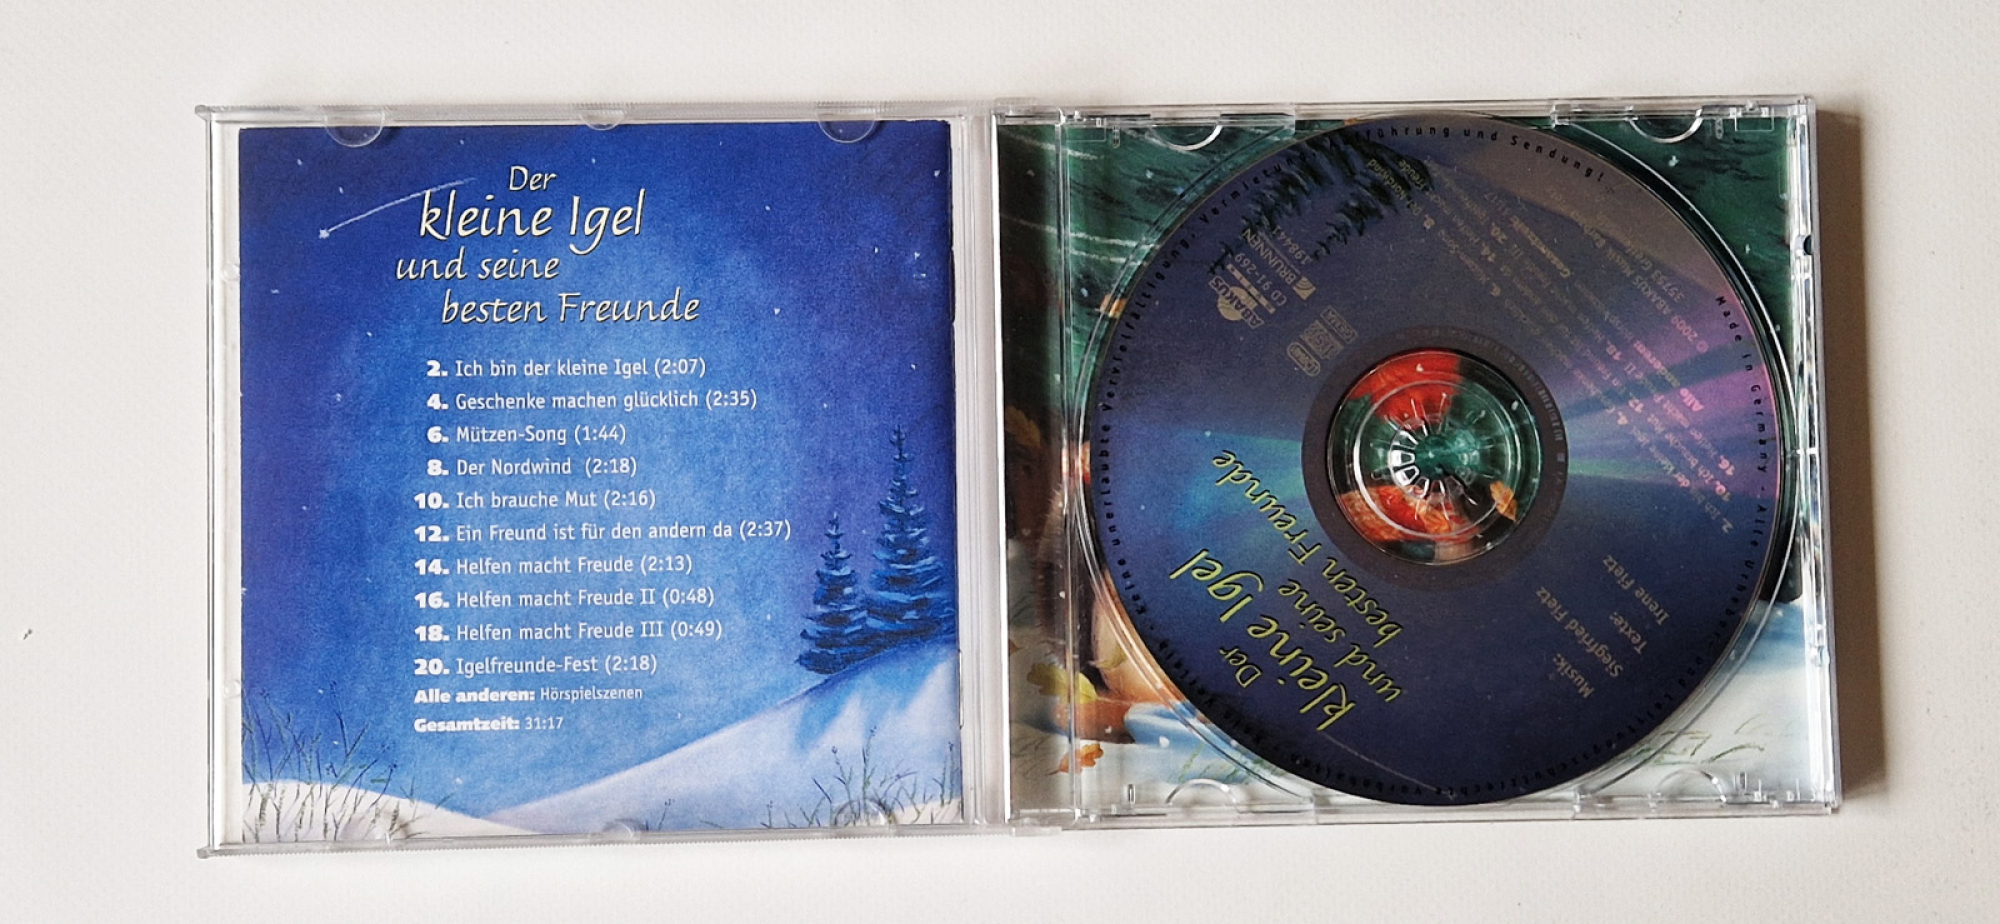 Der
kleine Igel
und seine
besten Freunde
2. Ich bin der kleine Igel (2:07)
4. Geschenke machen glücklich (2:35)
6. Mützen-Song (1:44)
8. Der Nordwind (2:18)
10. Ich brauche Mut (2:16)
12. Ein Freund ist für den andern da (2:37)
14. Helfen macht Freude (2:13)
16. Helfen macht Freude II (0:48)
18. Helfen macht Freude III (0:49)
20. Igelfreunde-Fest (2:18)
Alle anderen: Hörspielszenen
Gesamtzeit: 31:17
Der
kleine Igel
und seine
besten Freunde
Musik:
Siegfried Fietz
Texte:
Irene Fietz
ABAKUS
CD 91-269
BRUNNEN
Made in Germany